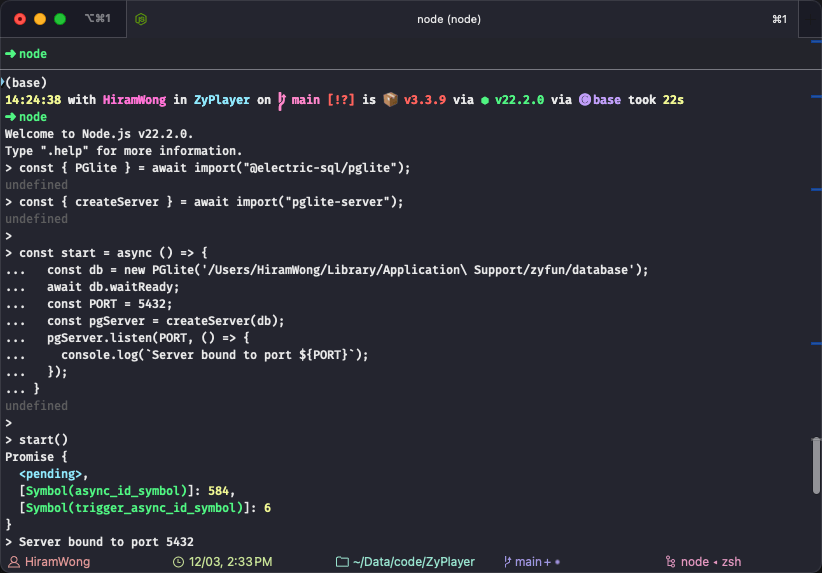 ⌥⌘1
node (node)
⌘1
➜ node
(base)
14:24:38 with HiramWong in ZyPlayer on main [!?] is 📦 v3.3.9 via v22.2.0 via base took 22s
➜ node
Welcome to Node.js v22.2.0.
Type ".help" for more information.
> const { PGlite } = await import("@electric-sql/pglite");
undefined
> const { createServer } = await import("pglite-server");
undefined
>
> const start = async () => {
...   const db = new PGlite('/Users/HiramWong/Library/Application\ Support/zyfun/database');
...   await db.waitReady;
...   const PORT = 5432;
...   const pgServer = createServer(db);
...   pgServer.listen(PORT, () => {
...     console.log(`Server bound to port ${PORT}`);
...   });
... }
undefined
>
> start()
Promise {
  <pending>,
  [Symbol(async_id_symbol)]: 584,
  [Symbol(trigger_async_id_symbol)]: 6
}
> Server bound to port 5432
HiramWong 12/03, 2:33 PM ~/Data/code/ZyPlayer main+• node ◂ zsh